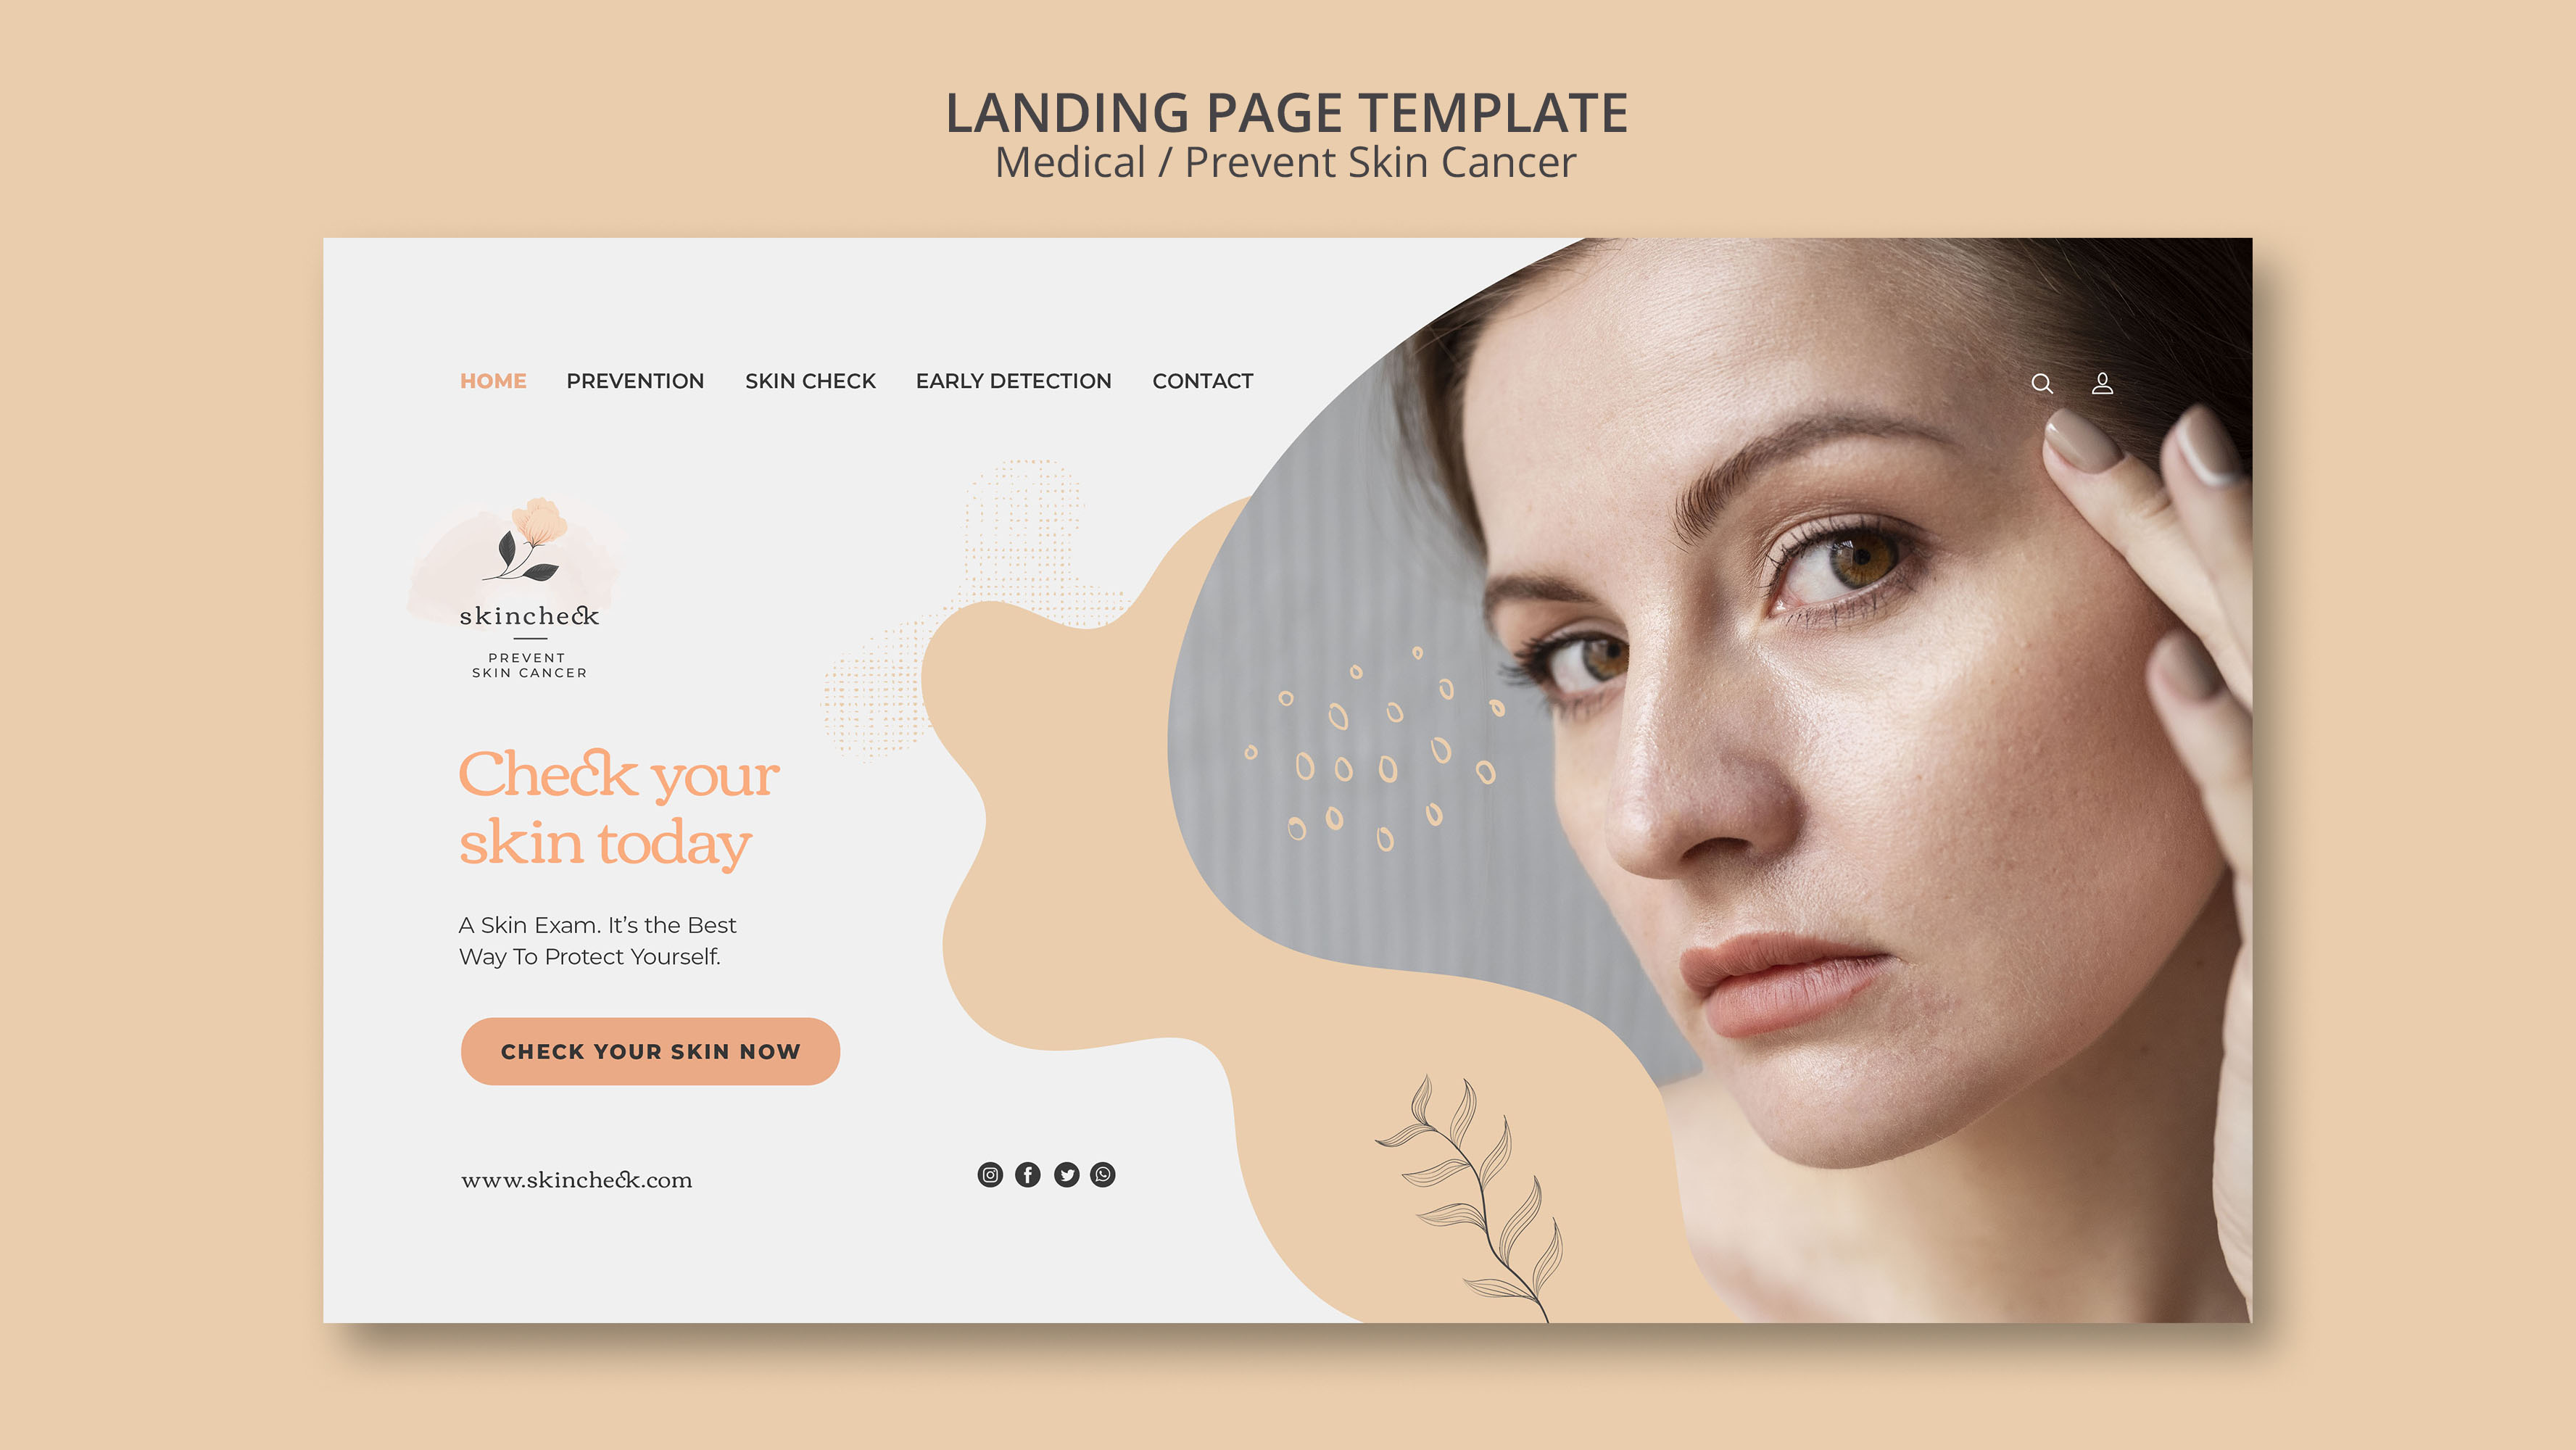 LANDING PAGE TEMPLATE
Medical / Prevent Skin Cancer
HOME PREVENTION SKIN CHECK EARLY DETECTION CONTACT
skincheck
PREVENT
SKIN CANCER
Check your
skin today
A Skin Exam. It’s the Best
Way To Protect Yourself.
CHECK YOUR SKIN NOW
www.skincheck.com